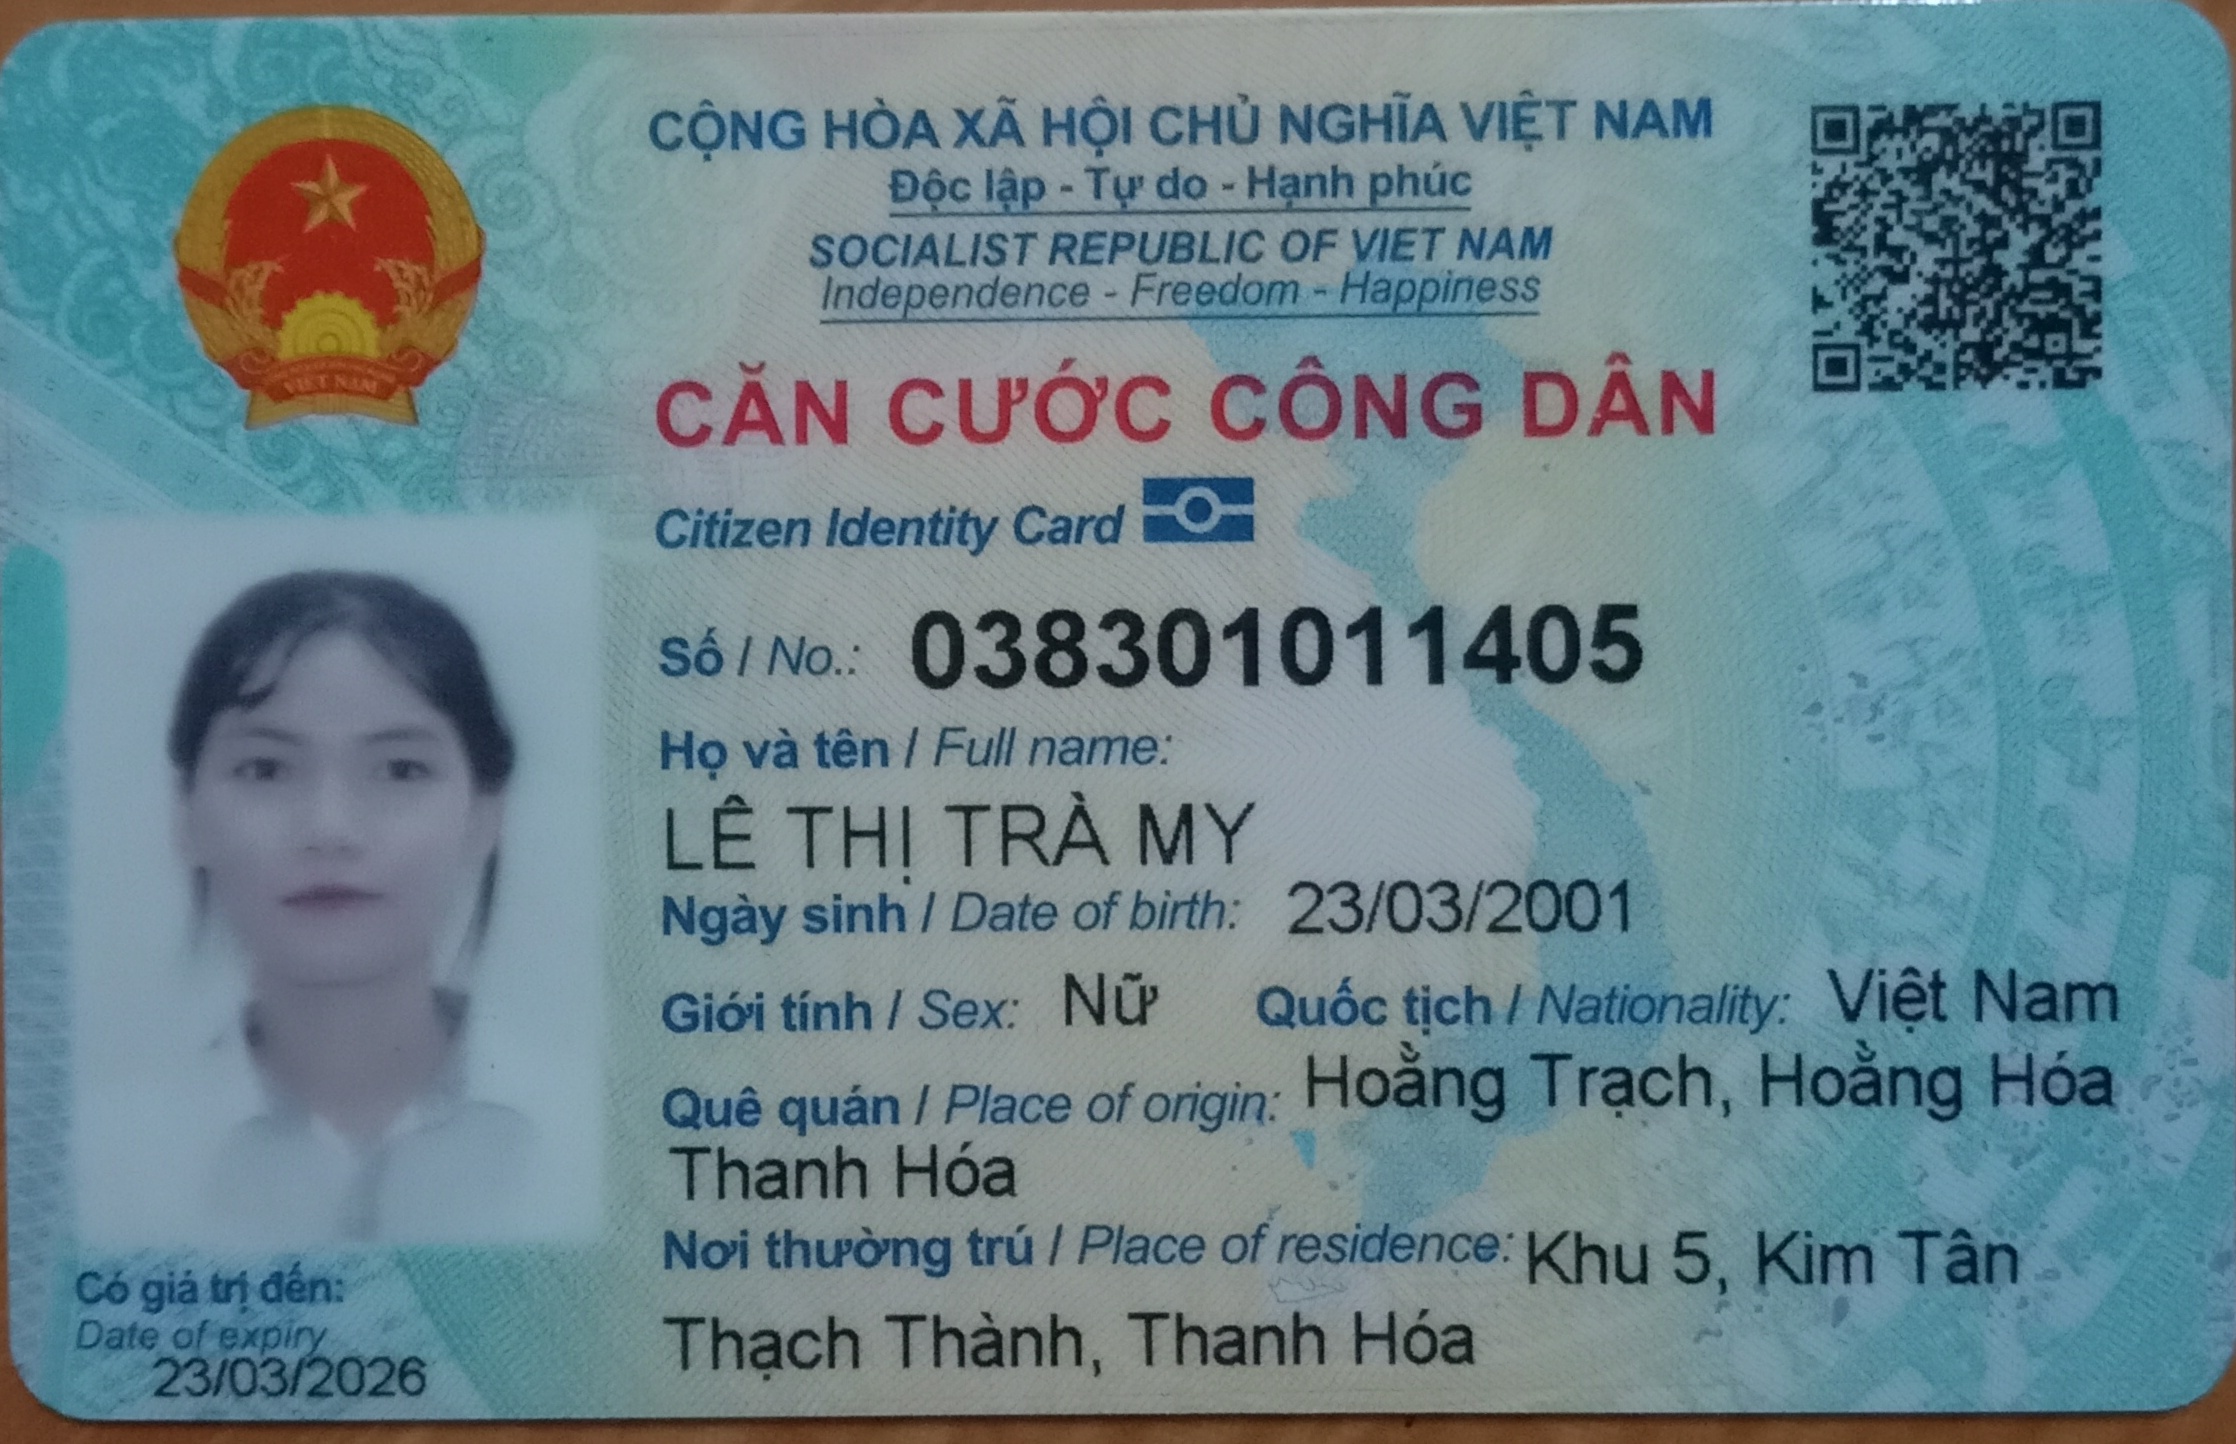 CỘNG HÒA XÃ HỘI CHỦ NGHĨA VIỆT NAM
Độc lập - Tự do - Hạnh phúc
SOCIALIST REPUBLIC OF VIET NAM
Independence - Freedom - Happiness
VIỆT NAM
CĂN CƯỚC CÔNG DÂN
Citizen Identity Card
Số / No.: 038301011405
Họ và tên / Full name:
LÊ THỊ TRÀ MY
Ngày sinh / Date of birth: 23/03/2001
Giới tính / Sex: Nữ Quốc tịch / Nationality: Việt Nam
Quê quán / Place of origin: Hoằng Trạch, Hoằng Hóa
Thanh Hóa
Nơi thường trú / Place of residence: Khu 5, Kim Tân
Thạch Thành, Thanh Hóa
Có giá trị đến:
Date of expiry
23/03/2026